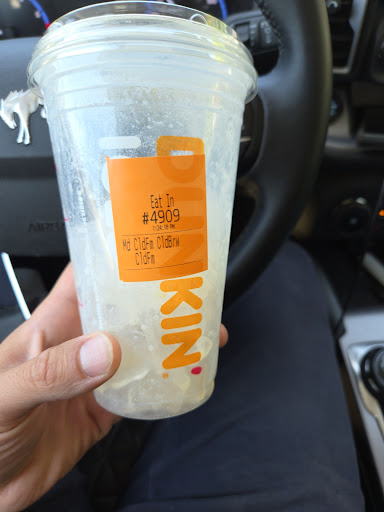 Eat In
#4909
Md CldFm CldBrw
CldFm
DUNKIN.